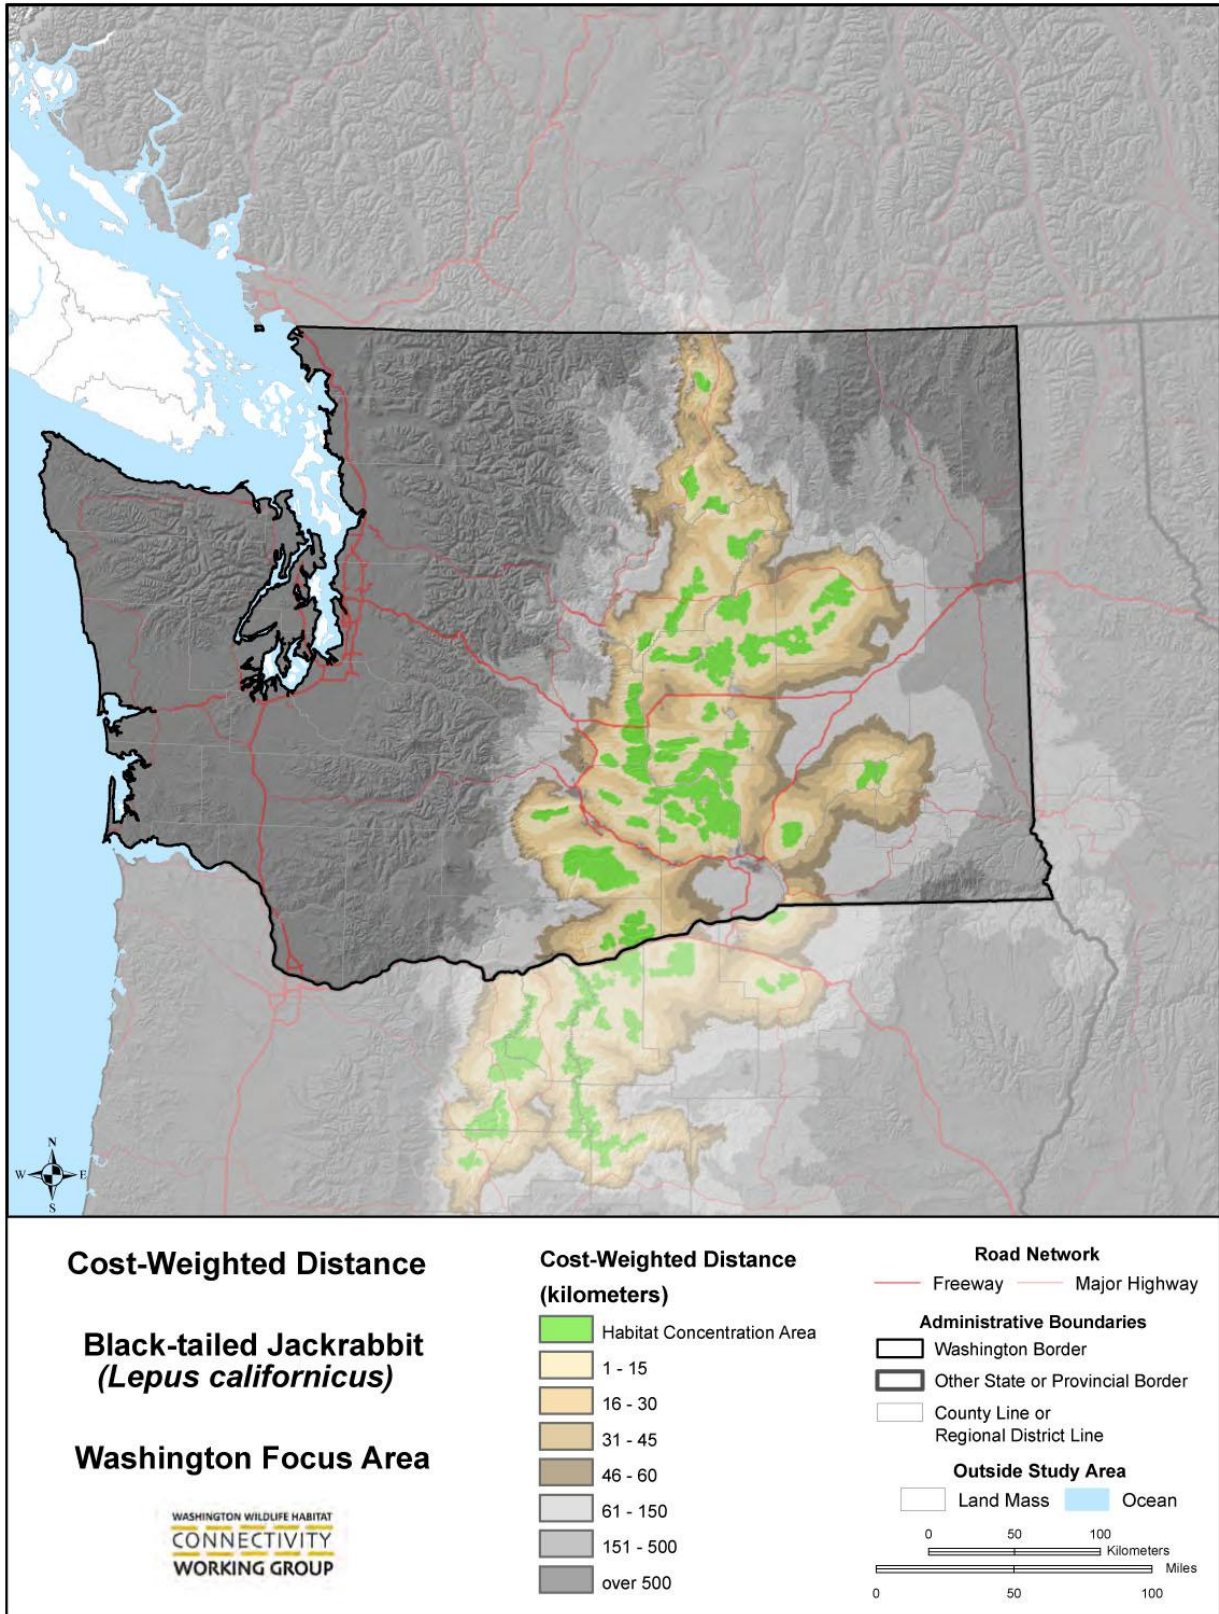 N
W E
S
Cost-Weighted Distance
Black-tailed Jackrabbit
(Lepus californicus)
Washington Focus Area
WASHINGTON WILDLIFE HABITAT
CONNECTIVITY
WORKING GROUP
Cost-Weighted Distance
(kilometers)
Habitat Concentration Area
1 - 15
16 - 30
31 - 45
46 - 60
61 - 150
151 - 500
over 500
Road Network
Freeway Major Highway
Administrative Boundaries
Washington Border
Other State or Provincial Border
County Line or
Regional District Line
Outside Study Area
Land Mass Ocean
0 50 100
Kilometers
Miles
0 50 100